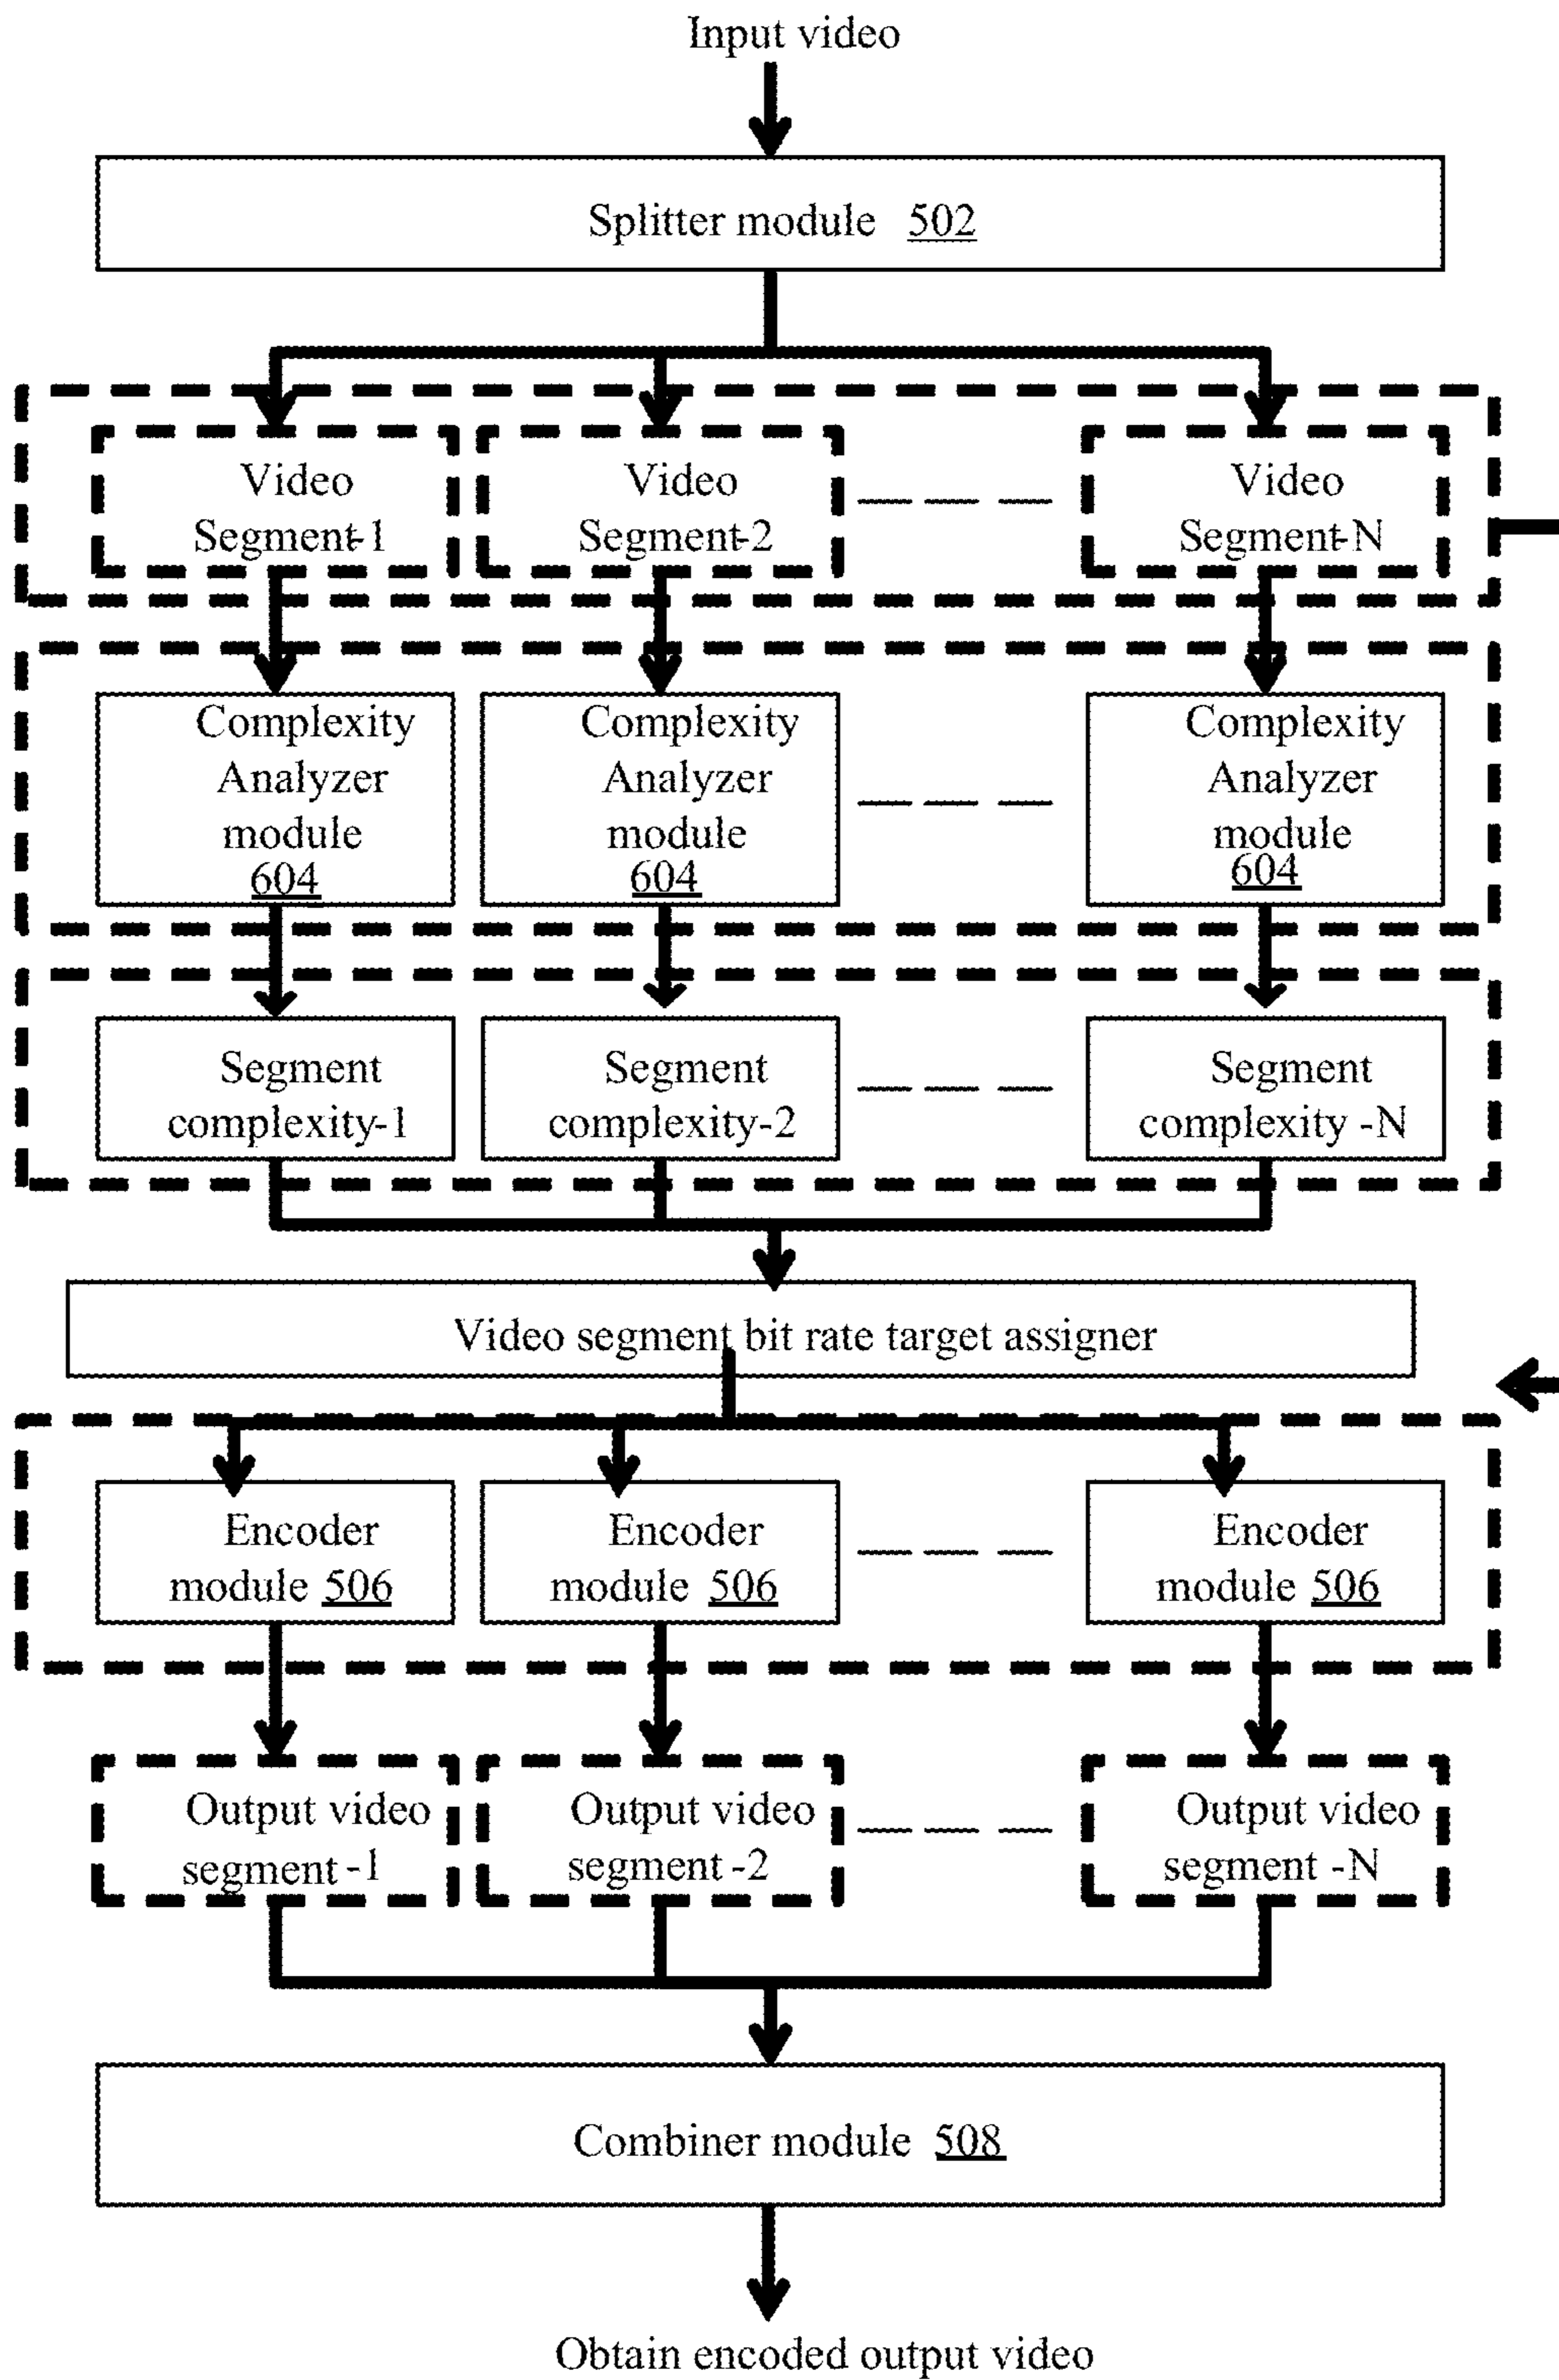 Input video
Splitter module 502
Video
Segment-1
Video
Segment-2
Video
Segment-N
Complexity
Analyzer
module
604
Complexity
Analyzer
module
604
Complexity
Analyzer
module
604
Segment
complexity-1
Segment
complexity-2
Segment
complexity -N
Video segment bit rate target assigner
Encoder
module 506
Encoder
module 506
Encoder
module 506
Output video
segment -1
Output video
segment -2
Output video
segment -N
Combiner module 508
Obtain encoded output video